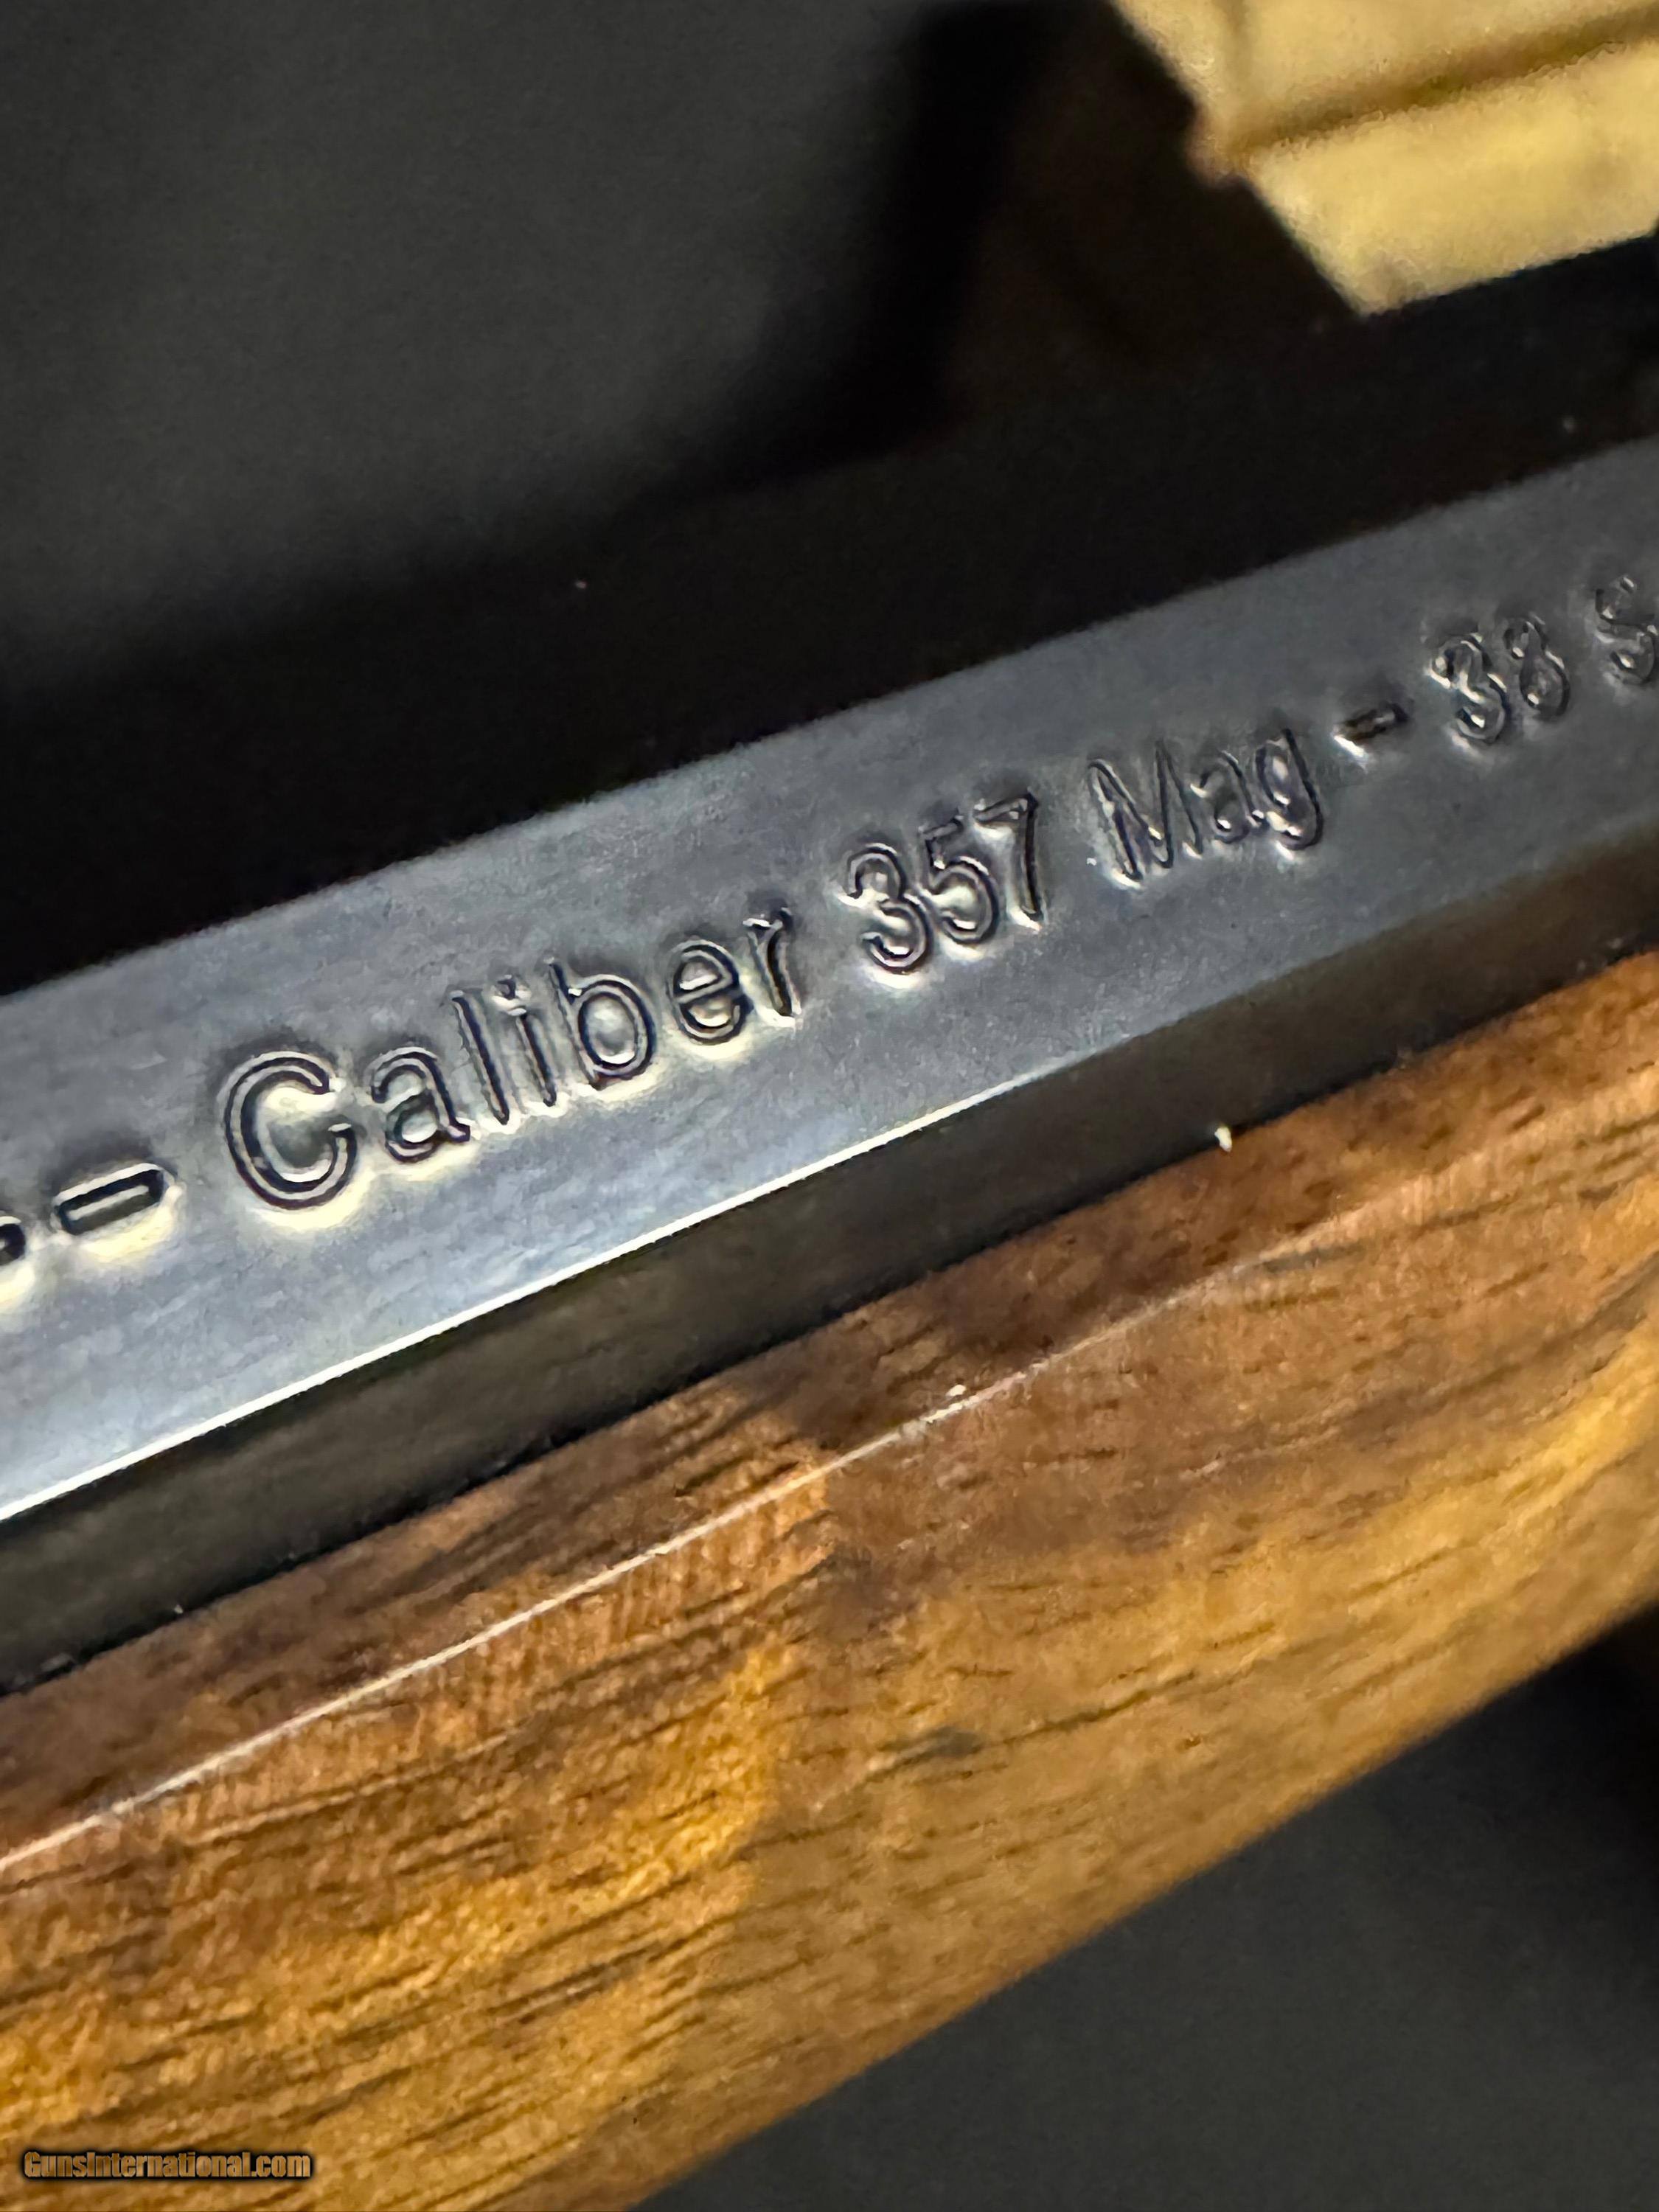 - Caliber 357 Mag - 38 S
GunsInternational.com